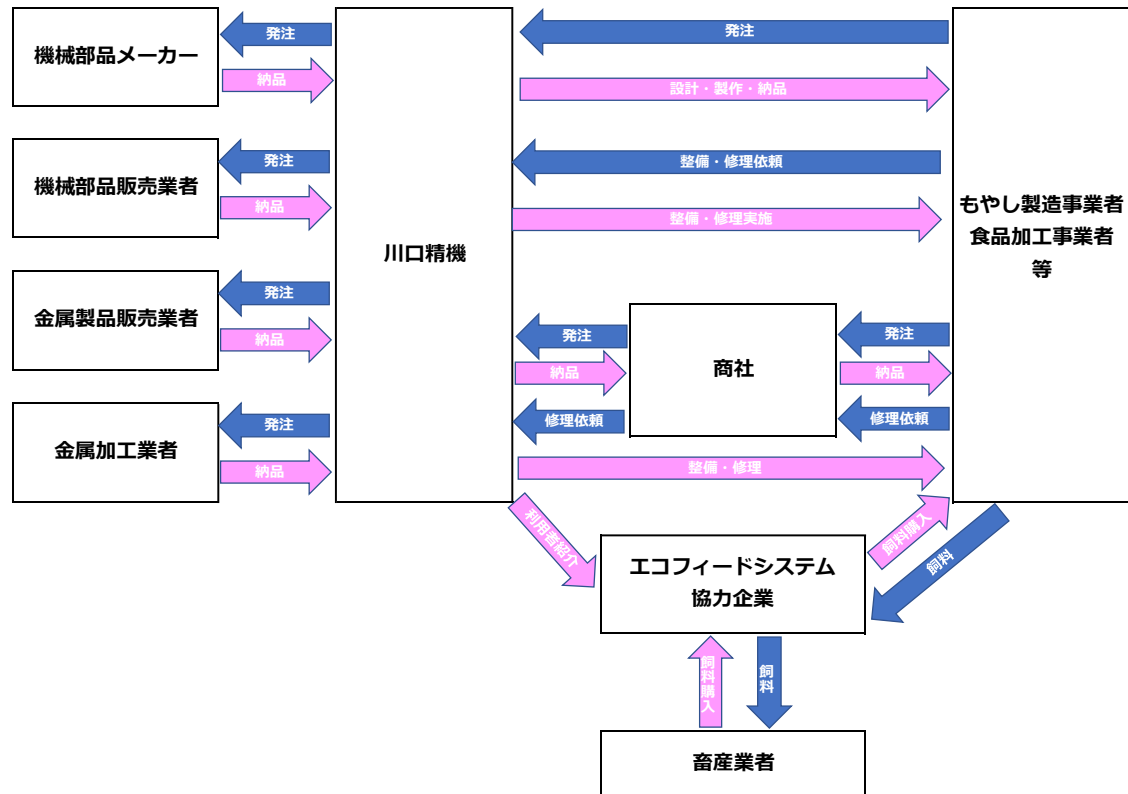 機械部品メーカー
発注
納品
機械部品販売業者
発注
納品
金属製品販売業者
発注
納品
金属加工業者
発注
納品
川口精機
発注
設計・製作・納品
整備・修理依頼
整備・修理実施
発注
納品
修理依頼
商社
発注
納品
修理依頼
整備・修理
もやし製造事業者
食品加工事業者
等
利用者紹介
エコフィードシステム
協力企業
飼料購入
飼料
飼料購入
飼料
畜産業者